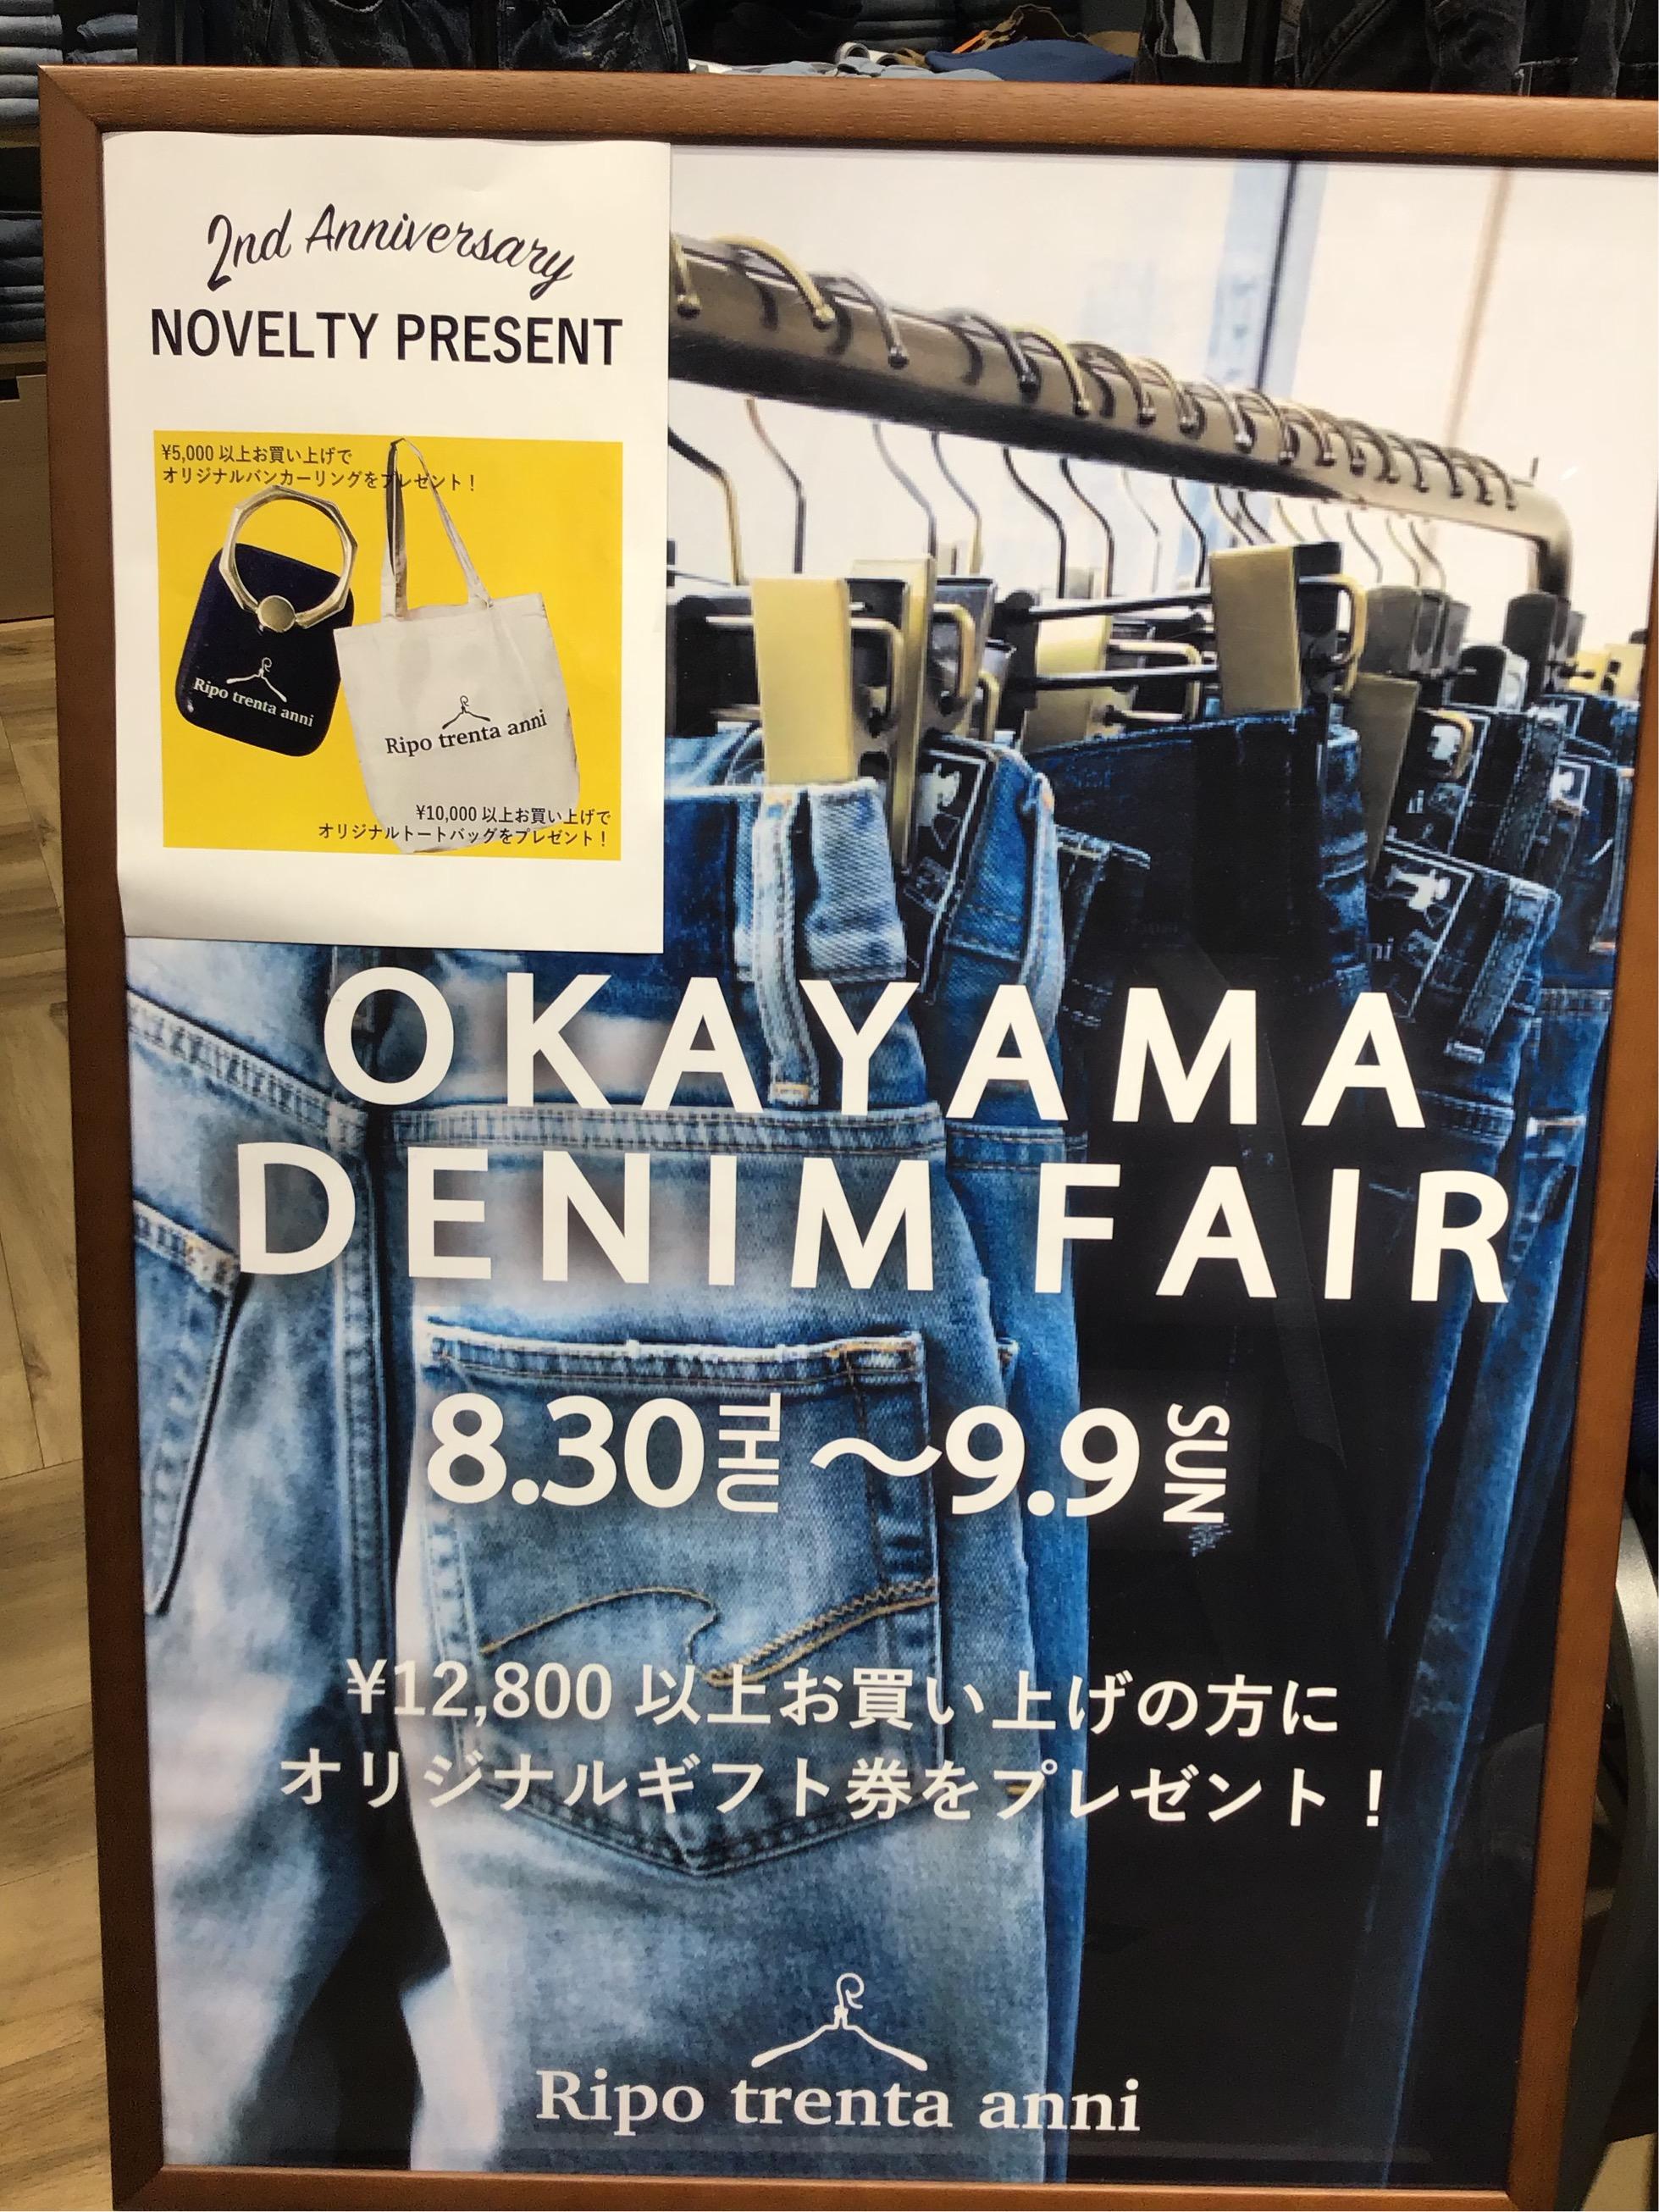 2nd Anniversary
NOVELTY PRESENT
¥5,000 以上お買い上げで
オリジナルバンカーリングをプレゼント！
Ripo trenta anni
Ripo trenta anni
¥10,000 以上お買い上げで
オリジナルトートバッグをプレゼント！
OKAYAMA
DENIM FAIR
8.30 THU ～9.9 SUN
¥12,800 以上お買い上げの方に
オリジナルギフト券をプレゼント！
Ripo trenta anni